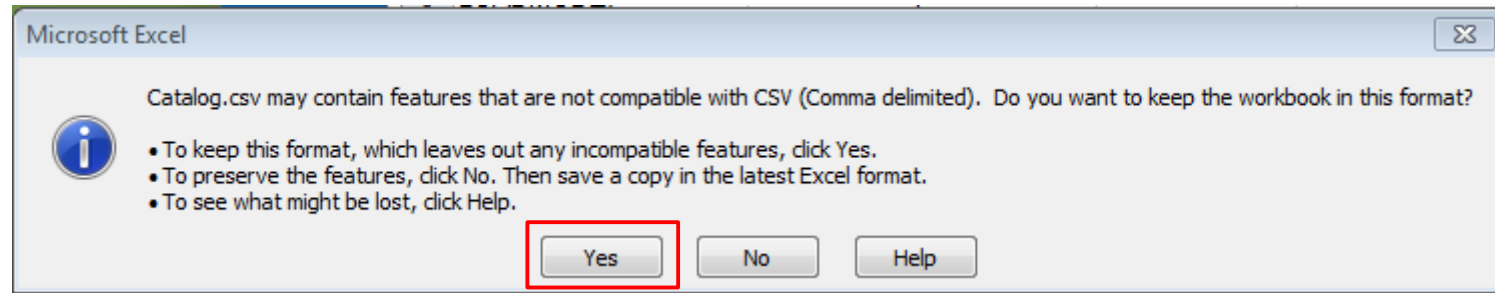 Microsoft Excel
Catalog.csv may contain features that are not compatible with CSV (Comma delimited).  Do you want to keep the workbook in this format?
• To keep this format, which leaves out any incompatible features, click Yes.
• To preserve the features, click No. Then save a copy in the latest Excel format.
• To see what might be lost, click Help.
Yes No Help